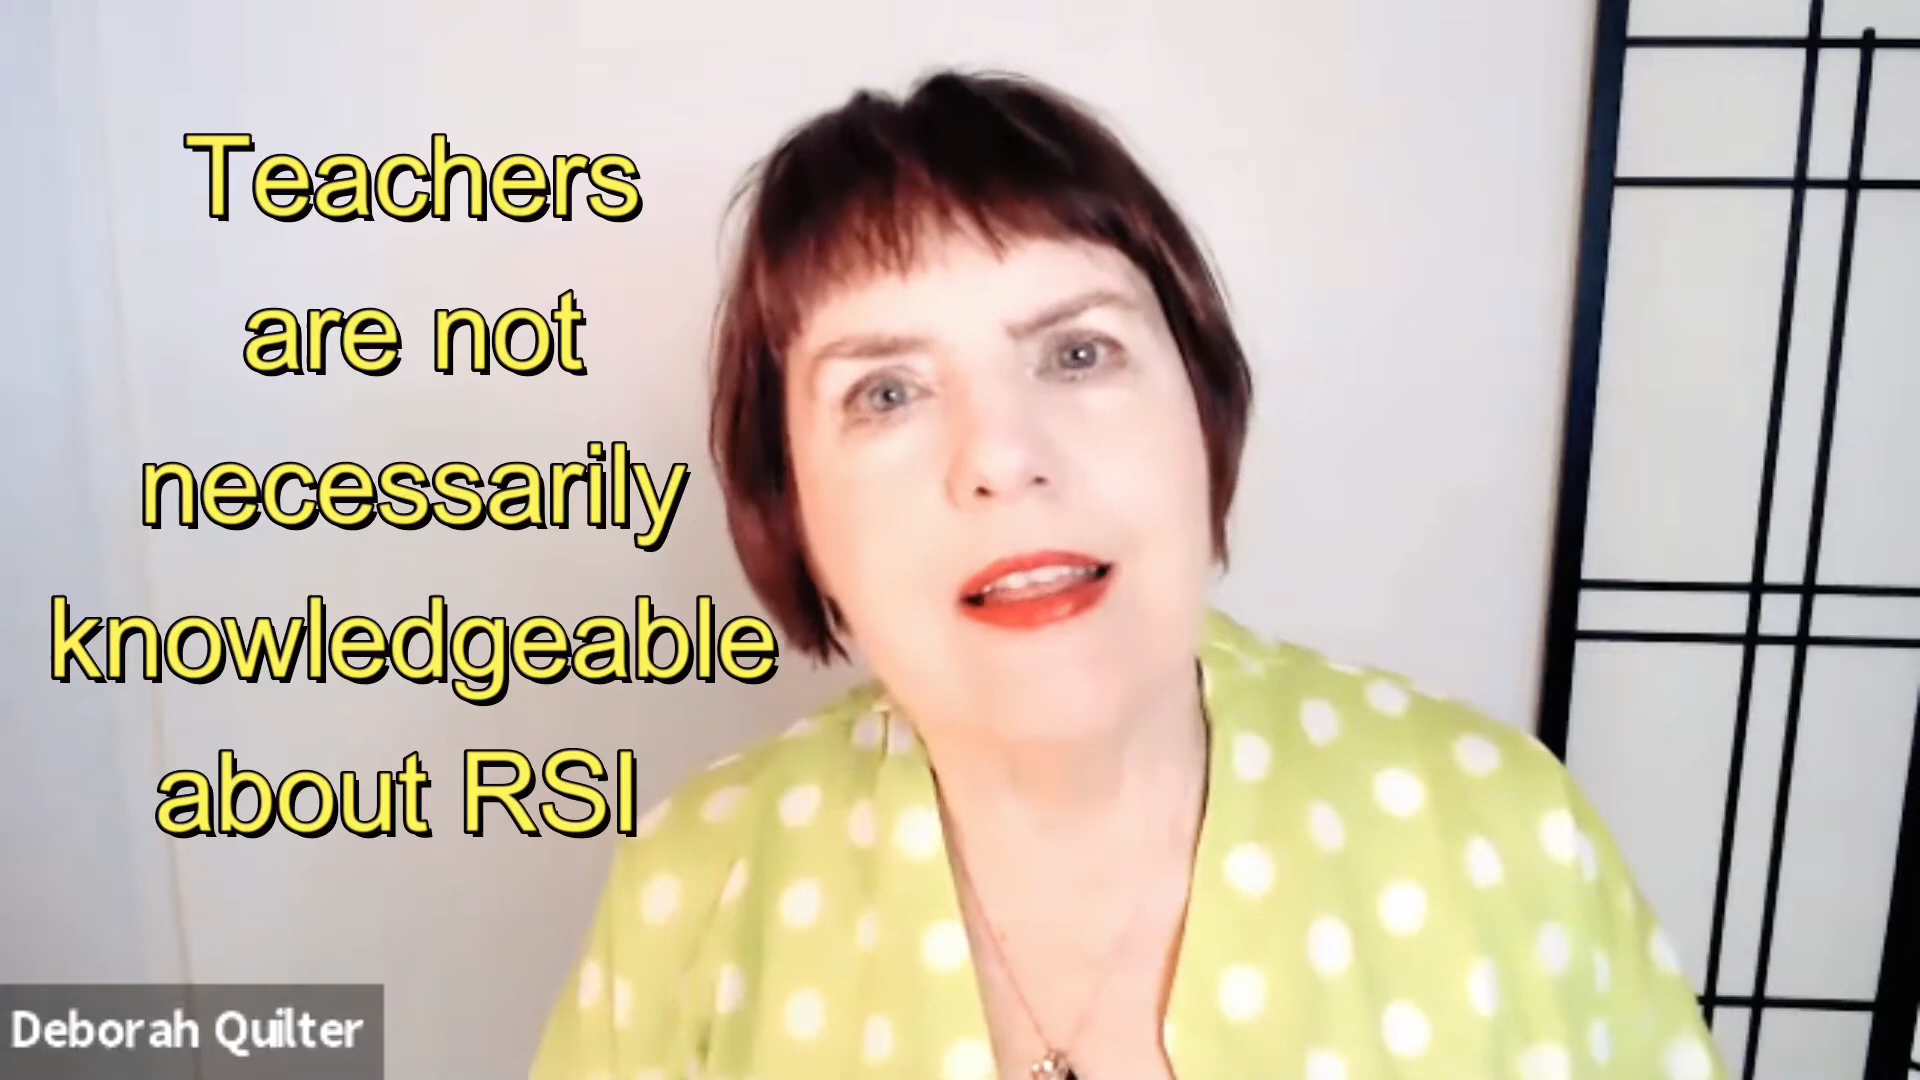 Teachers
are not
necessarily
knowledgeable
about RSI
Deborah Quilter